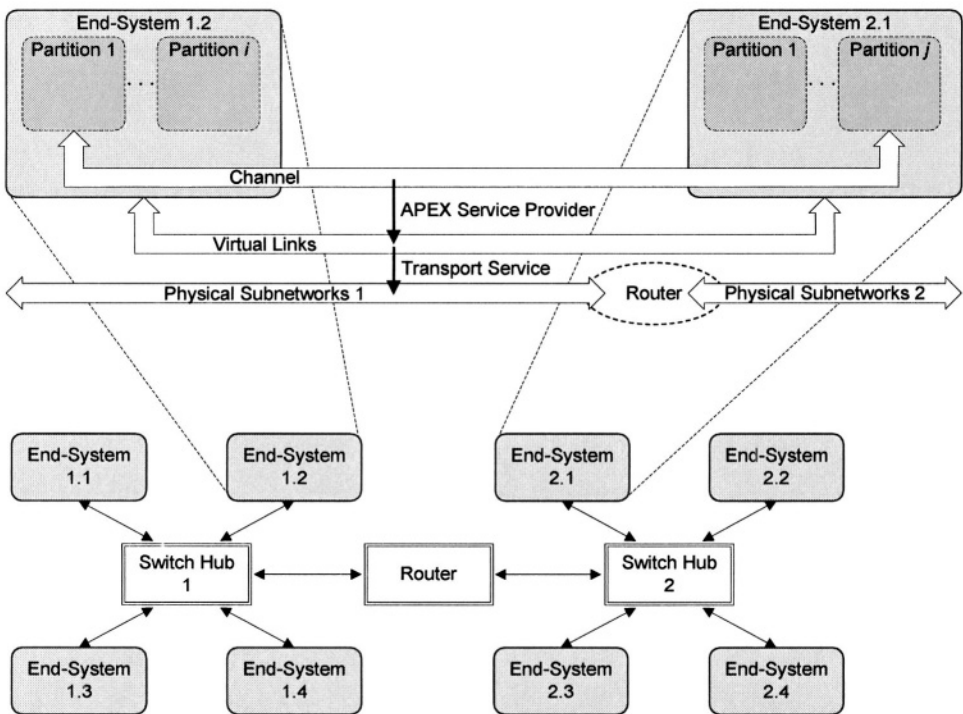 End-System 1.2
Partition 1
Partition i
End-System 2.1
Partition 1
Partition j
Channel
APEX Service Provider
Virtual Links
Transport Service
Physical Subnetworks 1
Router
Physical Subnetworks 2
End-System
1.1
End-System
1.2
End-System
2.1
End-System
2.2
Switch Hub
1
Router
Switch Hub
2
End-System
1.3
End-System
1.4
End-System
2.3
End-System
2.4